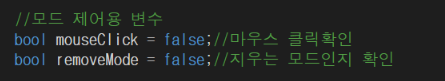 //모드 제어용 변수
bool mouseClick = false;//마우스 클릭확인
bool removeMode = false;//지우는 모드인지 확인